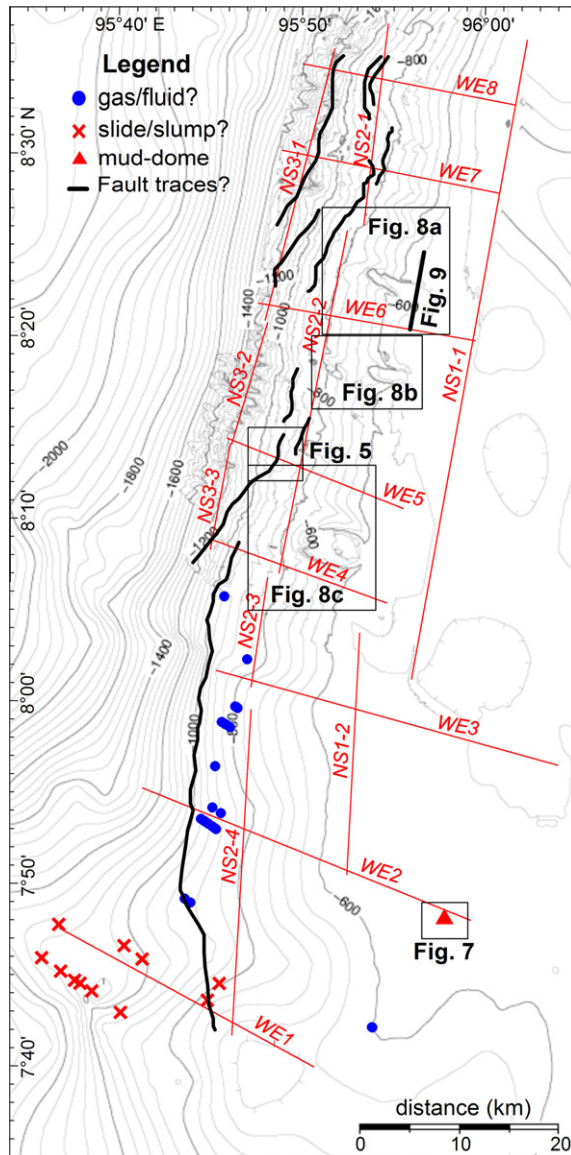 95°40' E
95°50'
96°00'
Legend
gas/fluid?
slide/slump?
mud-dome
Fault traces?
8°30' N
8°20'
8°10'
8°00'
7°50'
7°40'
−800
WE8
NS2-1
NS3-1
WE7
Fig. 8a
−1100
−600
Fig. 9
−1400
−1000
WE6
NS2-2
NS1-1
NS3-2
−800
Fig. 8b
−2000
−1800
−1600
Fig. 5
NS3-3
WE5
−1200
−600
WE4
Fig. 8c
−1400
NS2-3
−1000
−800
WE3
NS1-2
NS2-4
WE2
−600
Fig. 7
WE1
distance (km)
0 10 20